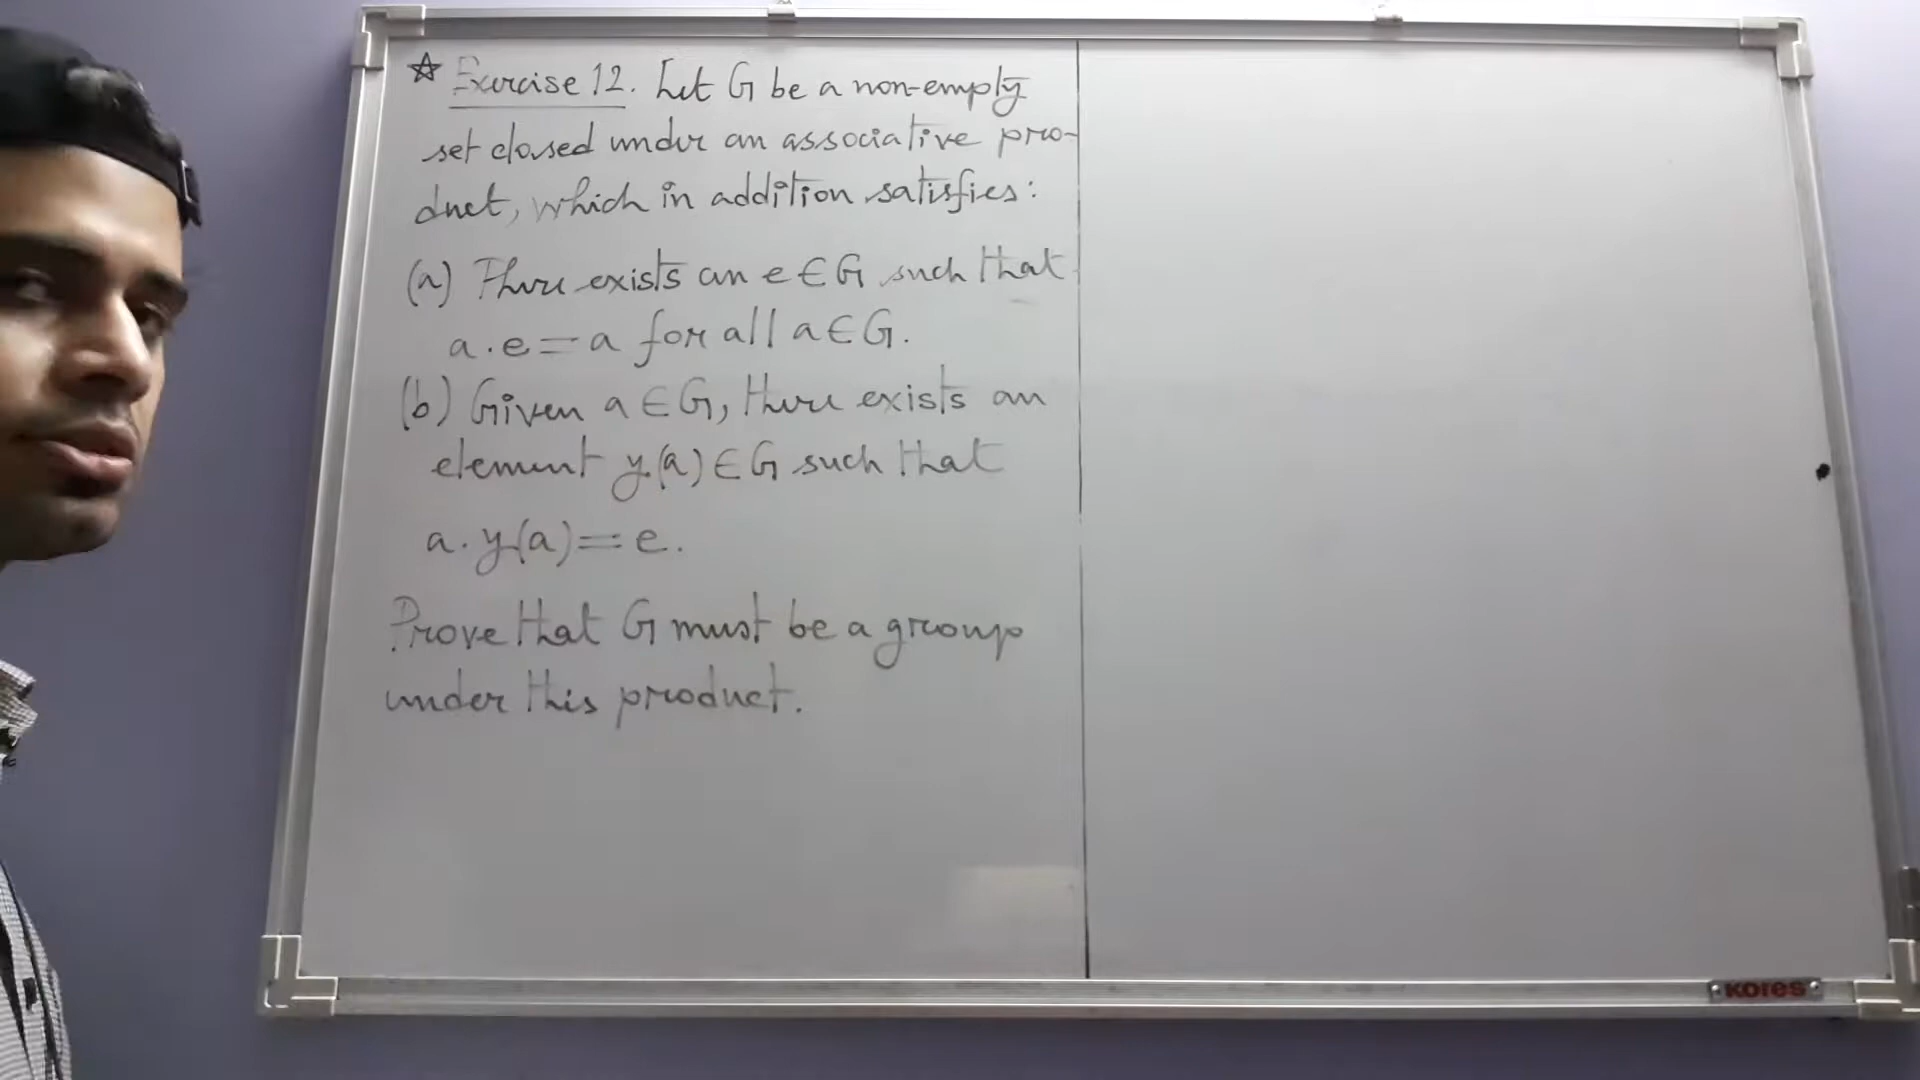 ☆ Exercise 12. Let G be a non-empty
set closed under an associative pro-
duct, which in addition satisfies:
(a) There exists an e∈G such that
a.e=a for all a∈G.
(b) Given a∈G, there exists an
element y(a)∈G such that
a.y(a)=e.
Prove that G must be a group
under this product.
Kores